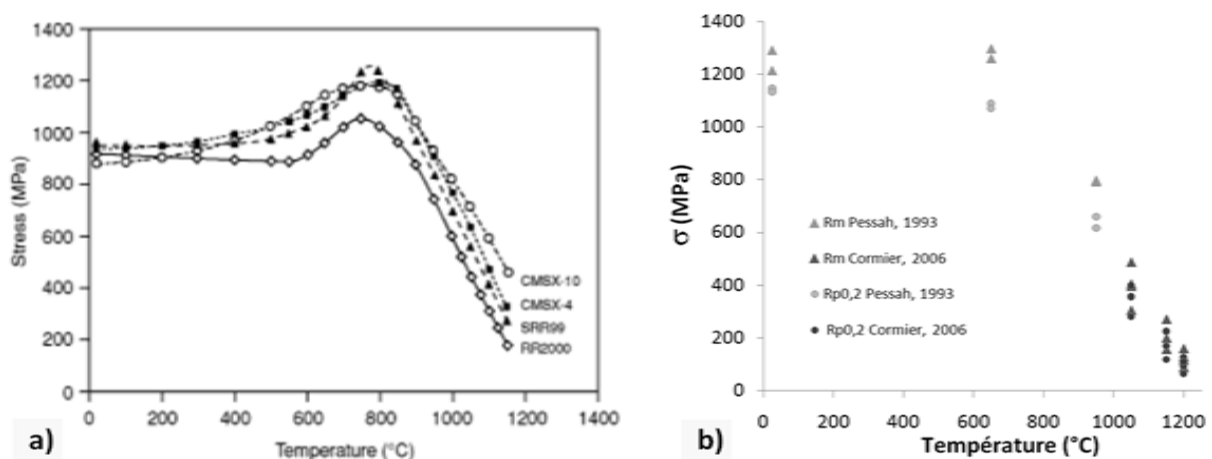 1400
1200
1000
800
600
400
200
0
Stress (MPa)
CMSX-10
CMSX-4
SRR99
RR2000
0 200 400 600 800 1000 1200 1400
Temperature (°C)
a)
1400
1200
1000
800
600
400
200
0
σ (MPa)
Rm Pessah, 1993
Rm Cormier, 2006
Rp0,2 Pessah, 1993
Rp0,2 Cormier, 2006
0 200 400 600 800 1000 1200
Température (°C)
b)